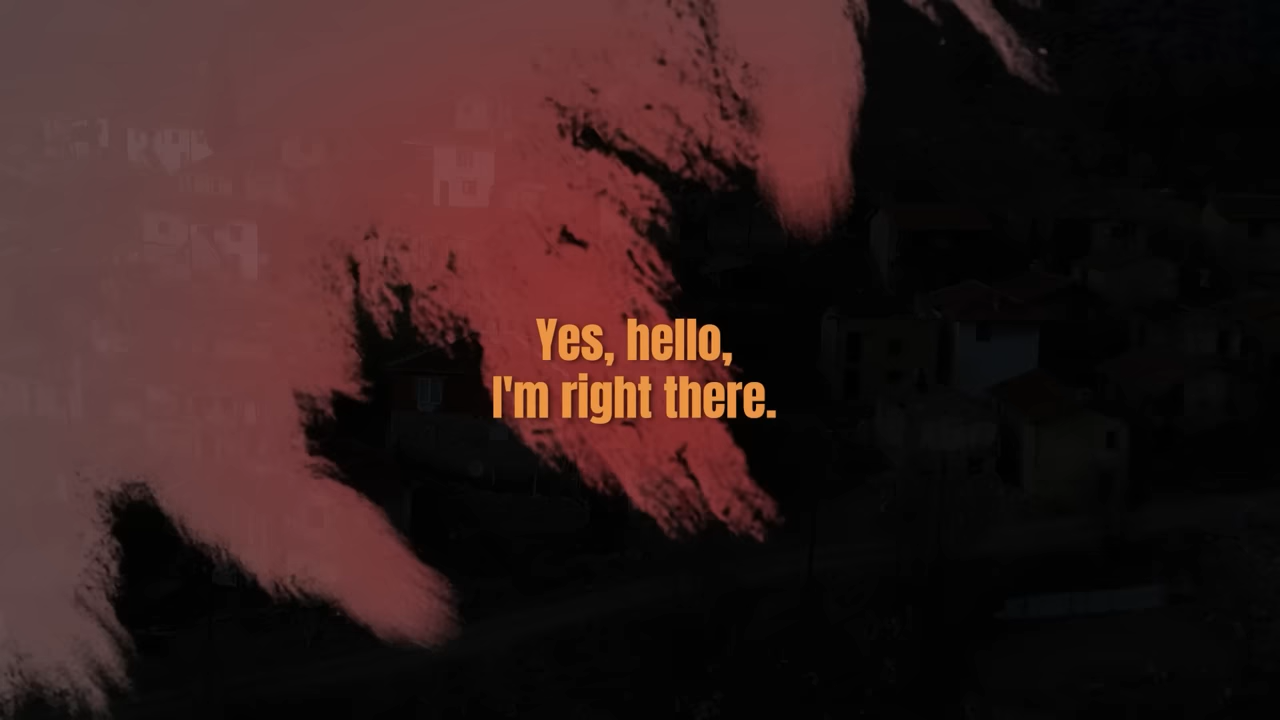 Yes, hello,
I'm right there.